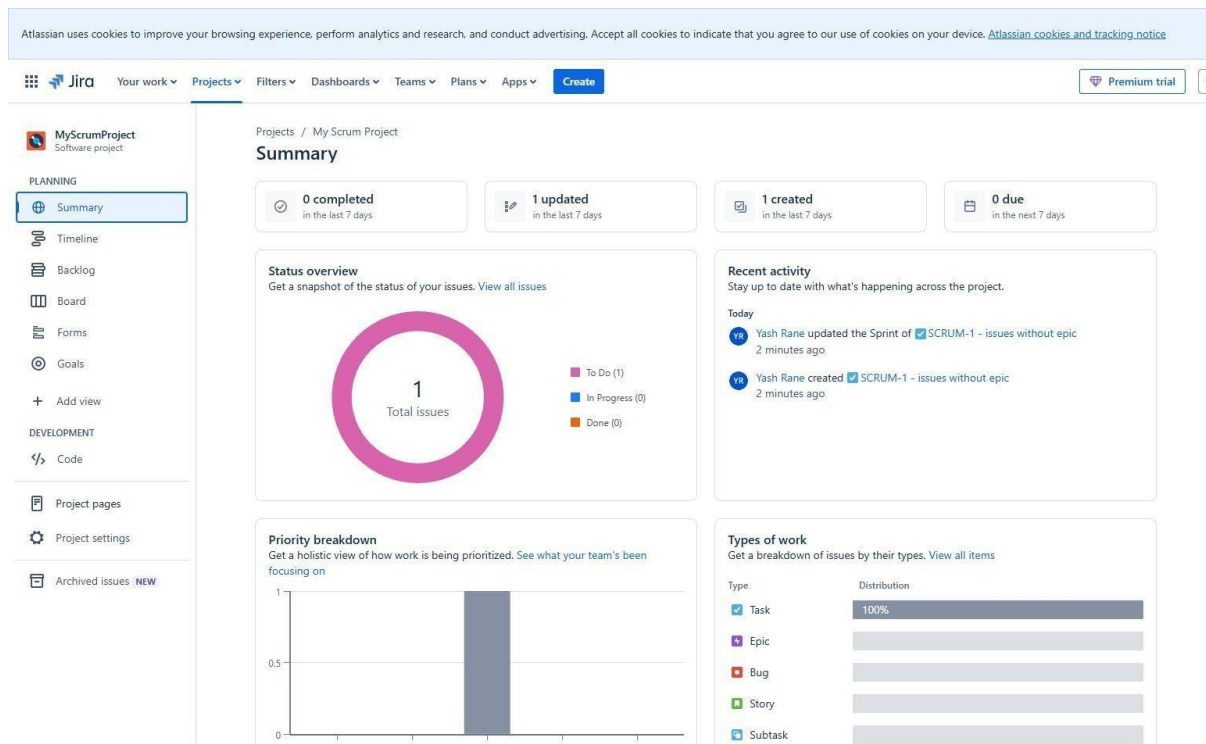 Atlassian uses cookies to improve your browsing experience, perform analytics and research, and conduct advertising. Accept all cookies to indicate that you agree to our use of cookies on your device. Atlassian cookies and tracking notice
Jira Your work Projects Filters Dashboards Teams Plans Apps Create Premium trial
MyScrumProject
Software project
PLANNING
Summary
Timeline
Backlog
Board
Forms
Goals
Add view
DEVELOPMENT
Code
Project pages
Project settings
Archived issues NEW
Projects / My Scrum Project
Summary
0 completed
in the last 7 days
1 updated
in the last 7 days
1 created
in the last 7 days
0 due
in the next 7 days
Status overview
Get a snapshot of the status of your issues. View all issues
1
Total issues
To Do (1)
In Progress (0)
Done (0)
Recent activity
Stay up to date with what's happening across the project.
Today
YR Yash Rane updated the Sprint of SCRUM-1 - issues without epic
2 minutes ago
YR Yash Rane created SCRUM-1 - issues without epic
2 minutes ago
Priority breakdown
Get a holistic view of how work is being prioritized. See what your team's been
focusing on
1
0.5
0
Types of work
Get a breakdown of issues by their types. View all items
Type Distribution
Task 100%
Epic
Bug
Story
Subtask